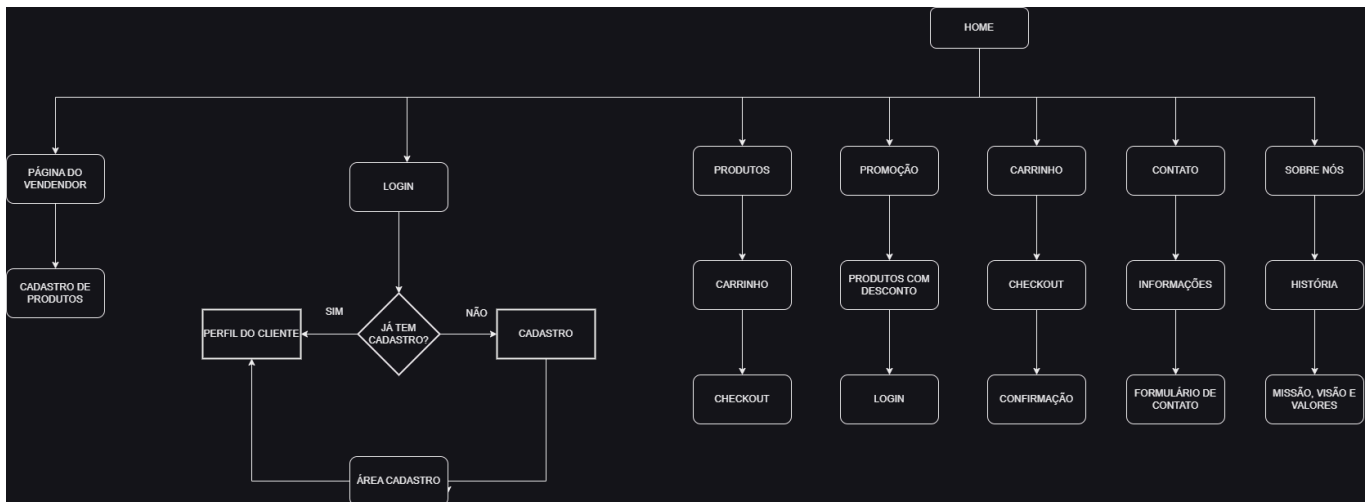 HOME
PÁGINA DO
VENDENDOR
LOGIN
PRODUTOS
PROMOÇÃO
CARRINHO
CONTATO
SOBRE NÓS
CADASTRO DE
PRODUTOS
CARRINHO
PRODUTOS COM
DESCONTO
CHECKOUT
INFORMAÇÕES
HISTÓRIA
SIM
NÃO
PERFIL DO CLIENTE
JÁ TEM
CADASTRO?
CADASTRO
CHECKOUT
LOGIN
CONFIRMAÇÃO
FORMULÁRIO DE
CONTATO
MISSÃO, VISÃO E
VALORES
ÁREA CADASTRO